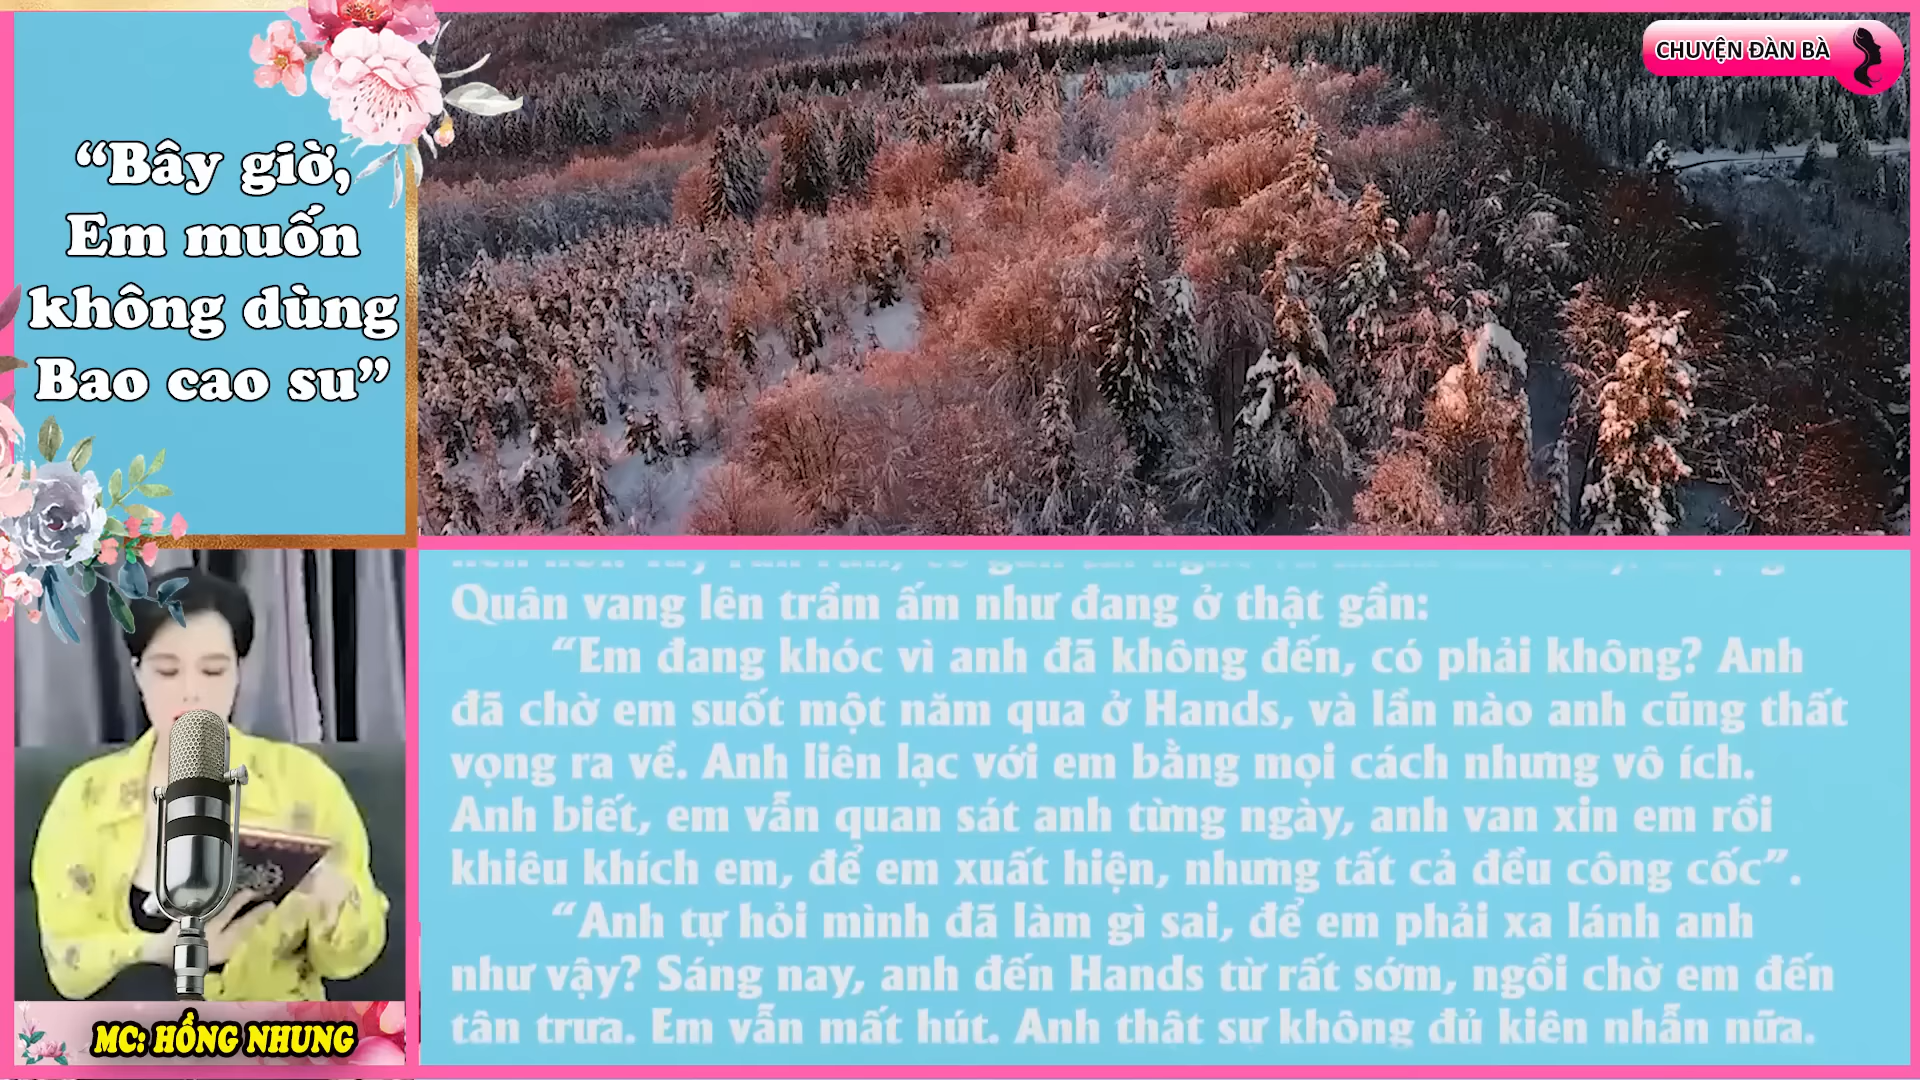 “Bây giờ,
Em muốn
không dùng
Bao cao su”
CHUYỆN ĐÀN BÀ
Quân vang lên trầm ấm như đang ở thật gần:
“Em đang khóc vì anh đã không đến, có phải không? Anh
đã chờ em suốt một năm qua ở Hands, và lần nào anh cũng thất
vọng ra về. Anh liên lạc với em bằng mọi cách nhưng vô ích.
Anh biết, em vẫn quan sát anh từng ngày, anh van xin em rồi
khiêu khích em, để em xuất hiện, nhưng tất cả đều công cốc”.
“Anh tự hỏi mình đã làm gì sai, để em phải xa lánh anh
như vậy? Sáng nay, anh đến Hands từ rất sớm, ngồi chờ em đến
tận trưa. Em vẫn mất hút. Anh thật sự không đủ kiên nhẫn nữa.
MC: HỒNG NHUNG